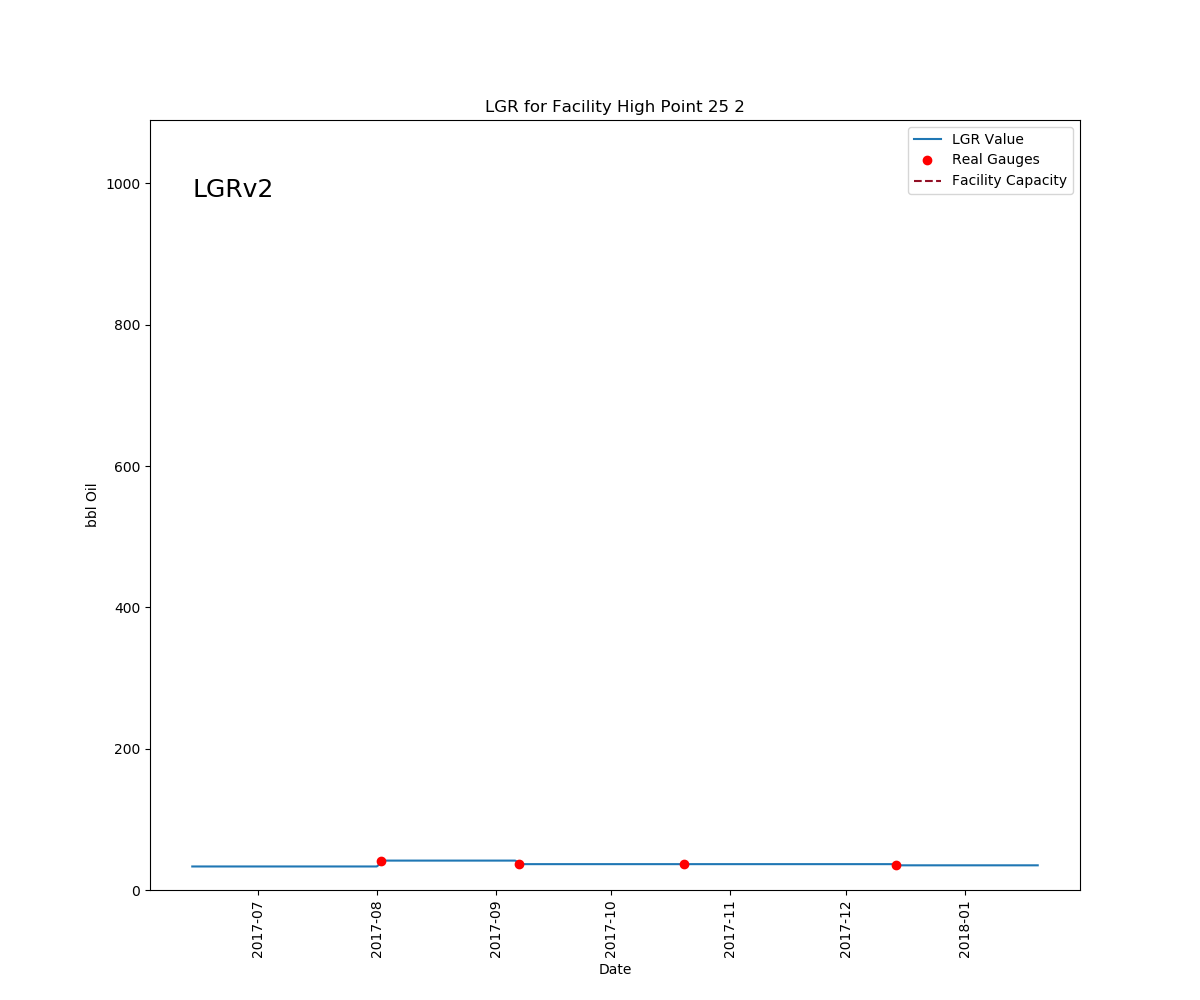 LGR for Facility High Point 25 2
LGRv2
LGR Value
Real Gauges
Facility Capacity
1000
800
600
400
200
0
bbl Oil
2017-07
2017-08
2017-09
2017-10
2017-11
2017-12
2018-01
Date